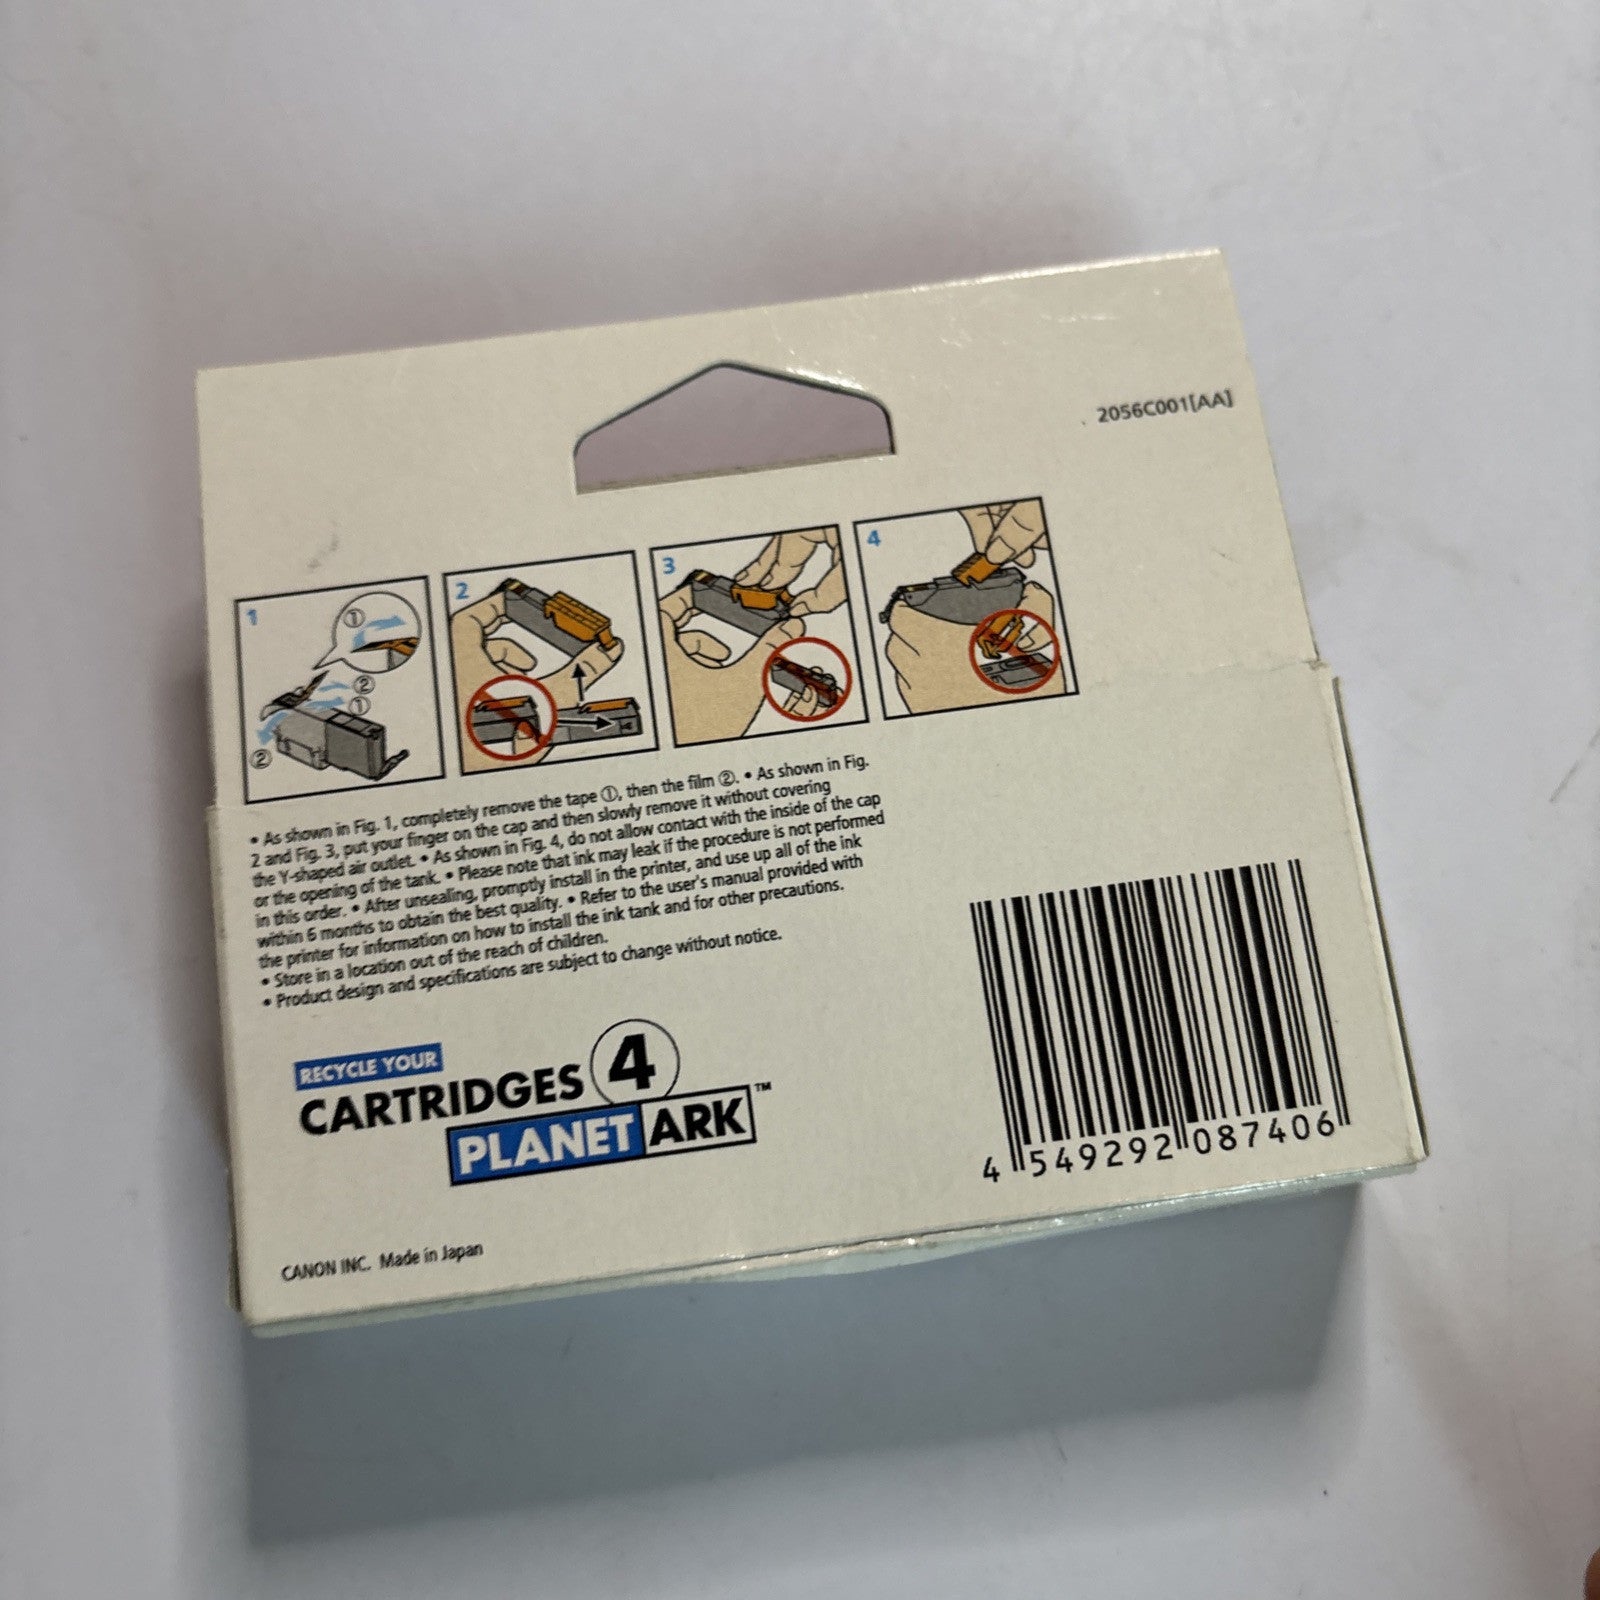 2056C001[AA]
1
①
②
①
②
2
3
4
• As shown in Fig. 1, completely remove the tape ①, then the film ②. • As shown in Fig.
2 and Fig. 3, put your finger on the cap and then slowly remove it without covering
the Y-shaped air outlet. • As shown in Fig. 4, do not allow contact with the inside of the cap
or the opening of the tank. • Please note that ink may leak if the procedure is not performed
in this order. • After unsealing, promptly install in the printer, and use up all of the ink
within 6 months to obtain the best quality. • Refer to the user's manual provided with
the printer for information on how to install the ink tank and for other precautions.
• Store in a location out of the reach of children.
• Product design and specifications are subject to change without notice.
RECYCLE YOUR
CARTRIDGES 4
PLANET ARK™
4 549292 087406
CANON INC. Made in Japan